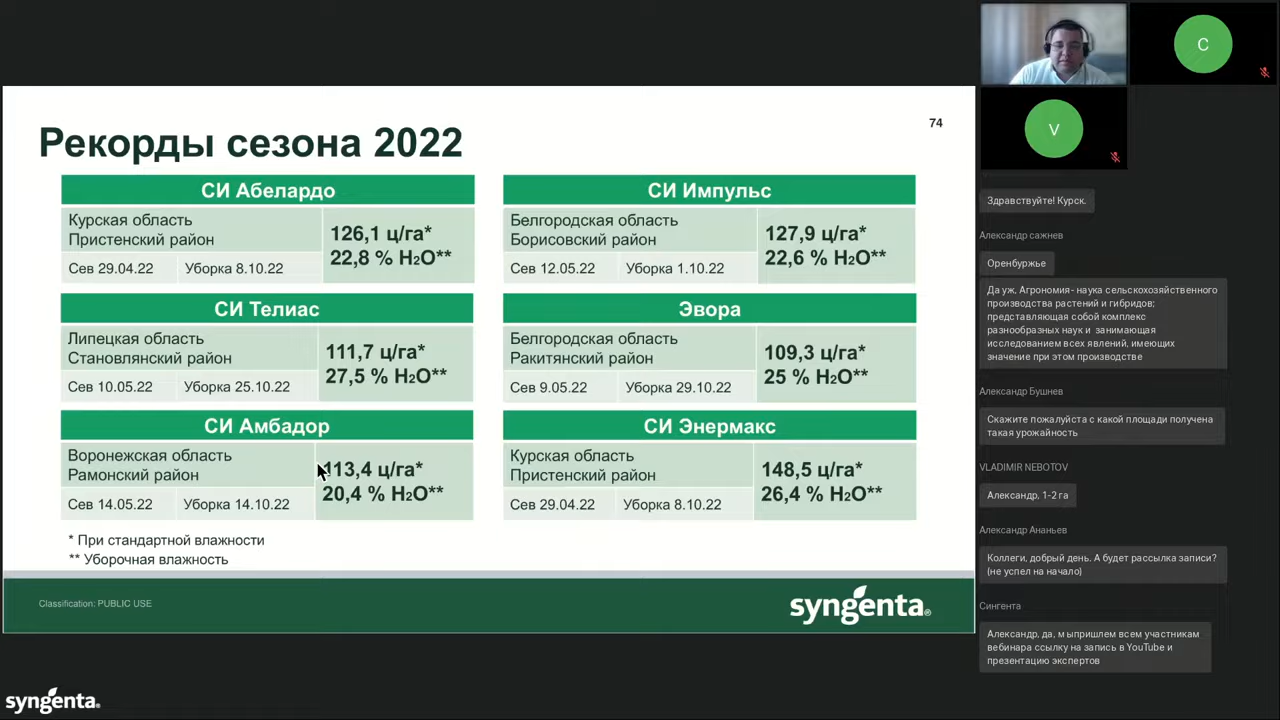 74
Рекорды сезона 2022
СИ Абелардо
Курская область
Пристенский район
Сев 29.04.22
Уборка 8.10.22
126,1 ц/га*
22,8 % H2O**
СИ Импульс
Белгородская область
Борисовский район
Сев 12.05.22
Уборка 1.10.22
127,9 ц/га*
22,6 % H2O**
СИ Телиас
Липецкая область
Становлянский район
Сев 10.05.22
Уборка 25.10.22
111,7 ц/га*
27,5 % H2O**
Эвора
Белгородская область
Ракитянский район
Сев 9.05.22
Уборка 29.10.22
109,3 ц/га*
25 % H2O**
СИ Амбадор
Воронежская область
Рамонский район
Сев 14.05.22
Уборка 14.10.22
113,4 ц/га*
20,4 % H2O**
СИ Энермакс
Курская область
Пристенский район
Сев 29.04.22
Уборка 8.10.22
148,5 ц/га*
26,4 % H2O**
* При стандартной влажности
** Уборочная влажность
Classification: PUBLIC USE
syngenta®
syngenta.
C
V
Здравствуйте! Курск.
Александр сажнев
Оренбуржье
Да уж, Агрономия- наука сельскохозяйственного
производства растений и гибридов;
представляющая собой комплекс
разнообразных наук и занимающая
исследованием всех явлений, имеющих
значение при этом производстве
Александр Бушнев
Скажите пожалуйста с какой площади получена
такая урожайность
VLADIMIR NEBOTOV
Александр, 1-2 га
Александр Ананьев
Коллеги, добрый день. А будет рассылка записи?
(не успел на начало)
Сингента
Александр, да, м ыпришлем всем участникам
вебинара ссылку на запись в YouTube и
презентацию экспертов